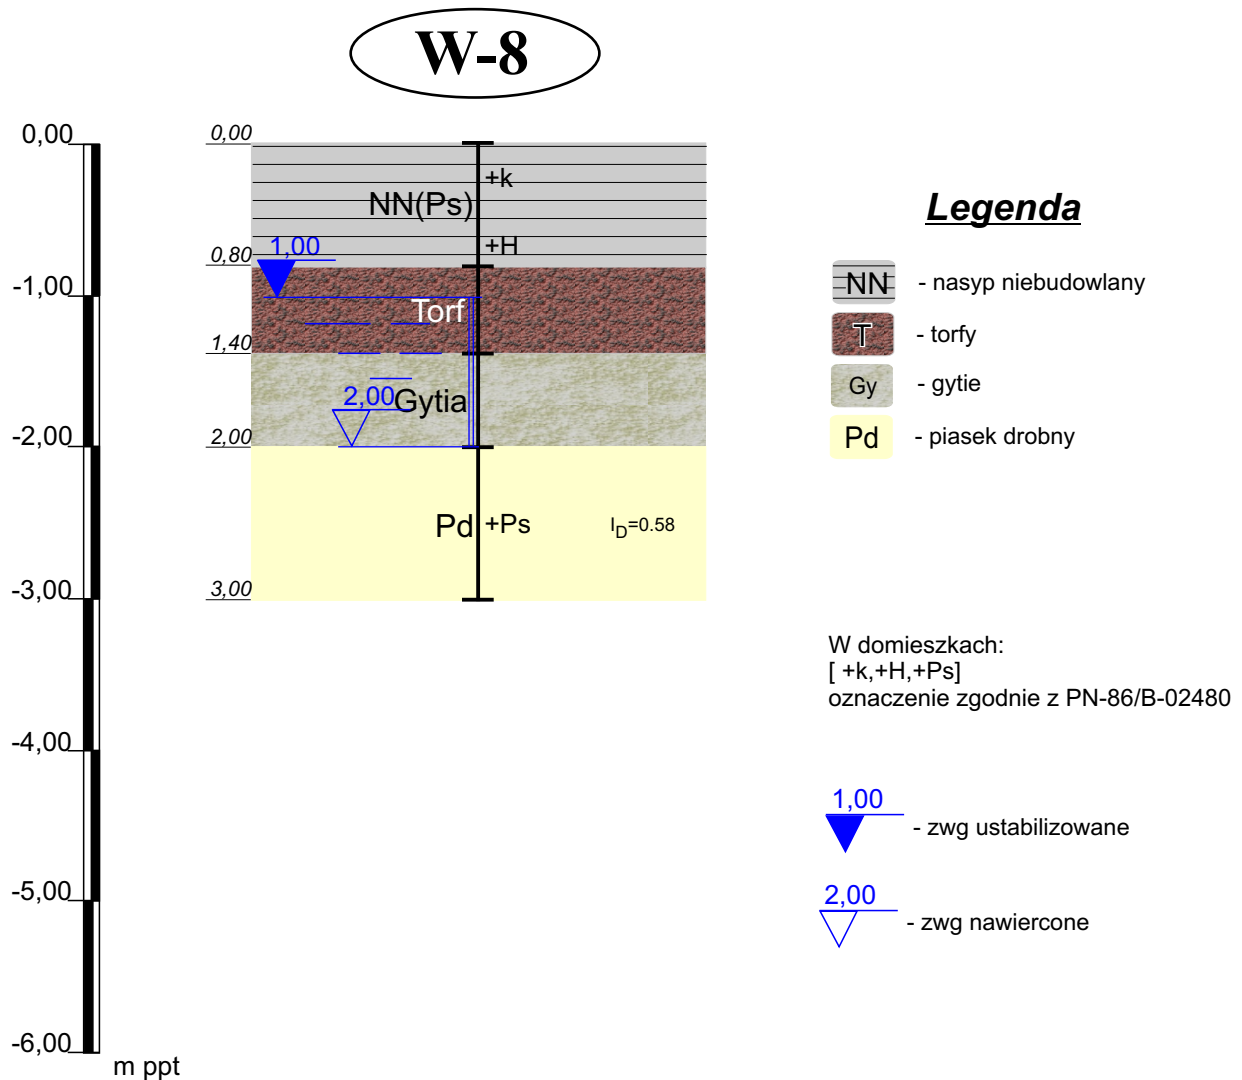 W-8
0,00
-1,00
-2,00
-3,00
-4,00
-5,00
-6,00
m ppt
0,00
0,80
1,40
2,00
3,00
+k
NN(Ps)
+H
1,00
Torf
2,00
Gytia
Pd +Ps
I_D=0.58
Legenda
NN - nasyp niebudowlany
T - torfy
Gy - gytie
Pd - piasek drobny
W domieszkach:
[ +k,+H,+Ps]
oznaczenie zgodnie z PN-86/B-02480
1,00
- zwg ustabilizowane
2,00
- zwg nawiercone